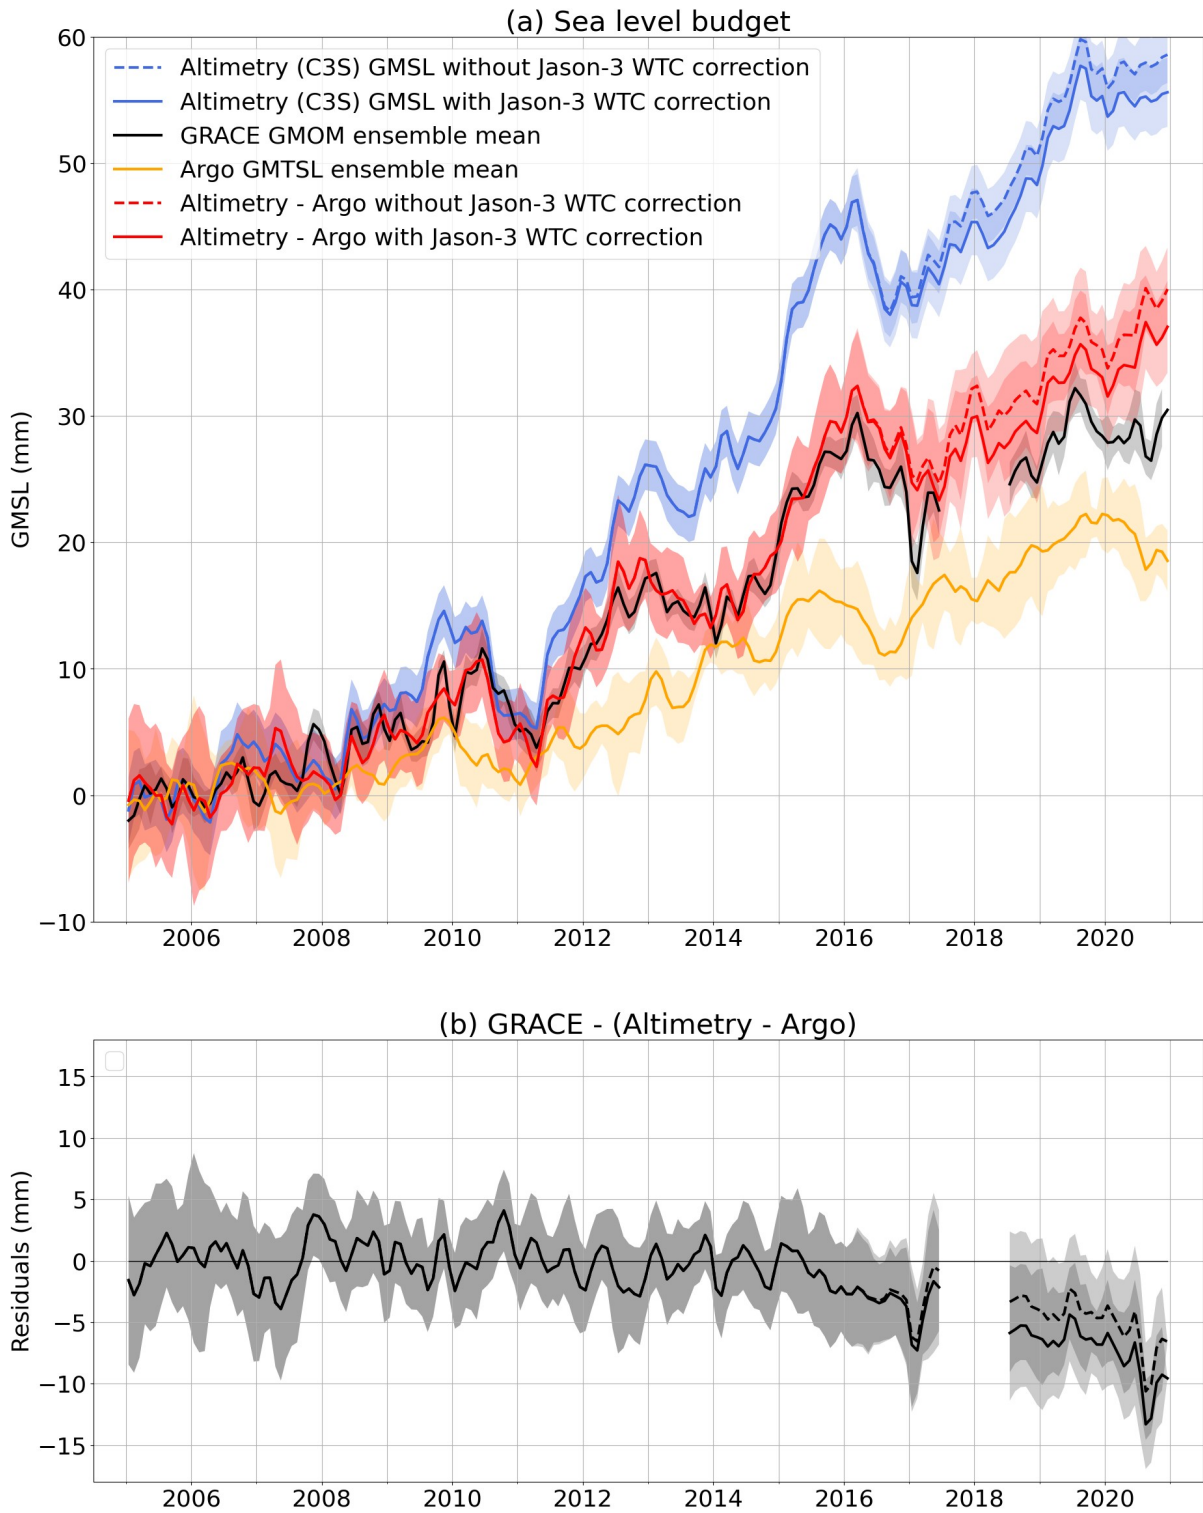 (a) Sea level budget
60
50
40
30
20
10
0
−10
GMSL (mm)
Altimetry (C3S) GMSL without Jason-3 WTC correction
Altimetry (C3S) GMSL with Jason-3 WTC correction
GRACE GMOM ensemble mean
Argo GMTSL ensemble mean
Altimetry - Argo without Jason-3 WTC correction
Altimetry - Argo with Jason-3 WTC correction
2006 2008 2010 2012 2014 2016 2018 2020
(b) GRACE - (Altimetry - Argo)
15
10
5
0
−5
−10
−15
Residuals (mm)
2006 2008 2010 2012 2014 2016 2018 2020